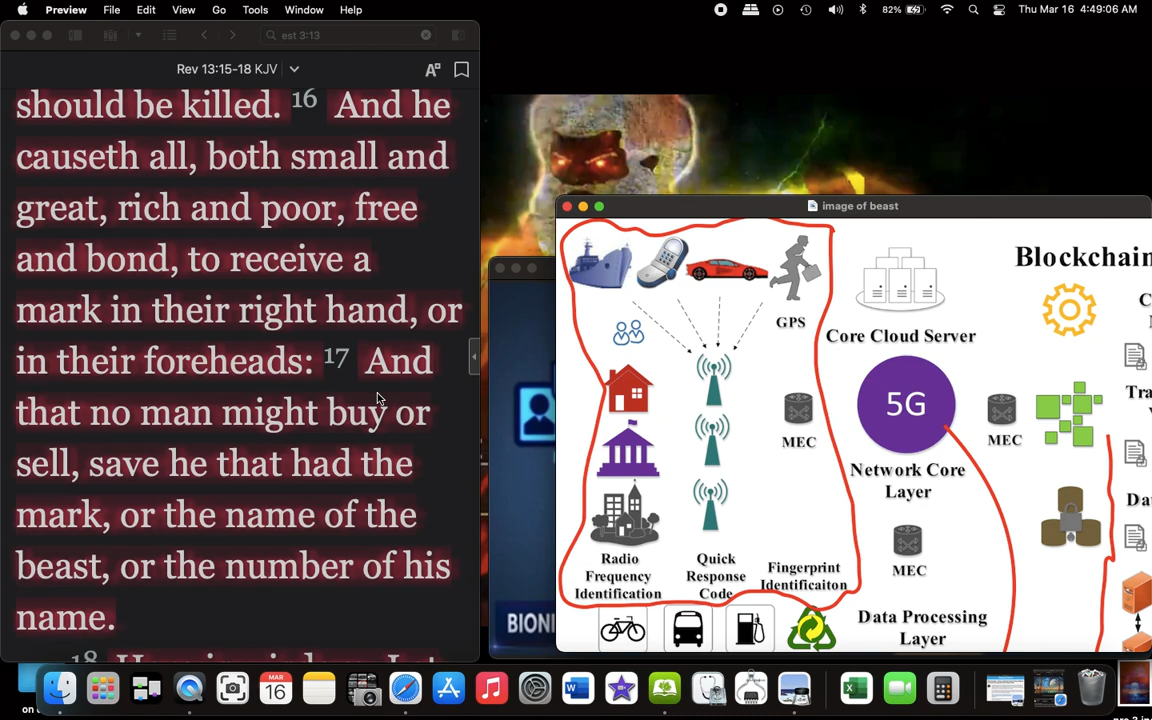 Preview File Edit View Go Tools Window Help
82% Thu Mar 16 4:49:06 AM
est 3:13
Rev 13:15-18 KJV
should be killed. 16 And he
causeth all, both small and
great, rich and poor, free
and bond, to receive a
mark in their right hand, or
in their foreheads: 17 And
that no man might buy or
sell, save he that had the
mark, or the name of the
beast, or the number of his
name.
image of beast
GPS
MEC
Radio
Frequency
Identification
Quick
Response
Code
Fingerprint
Identificaiton
Core Cloud Server
5G
Network Core
Layer
MEC
MEC
Data Processing
Layer
Blockchain
Tra
Da
BIONI
MAR
16
on